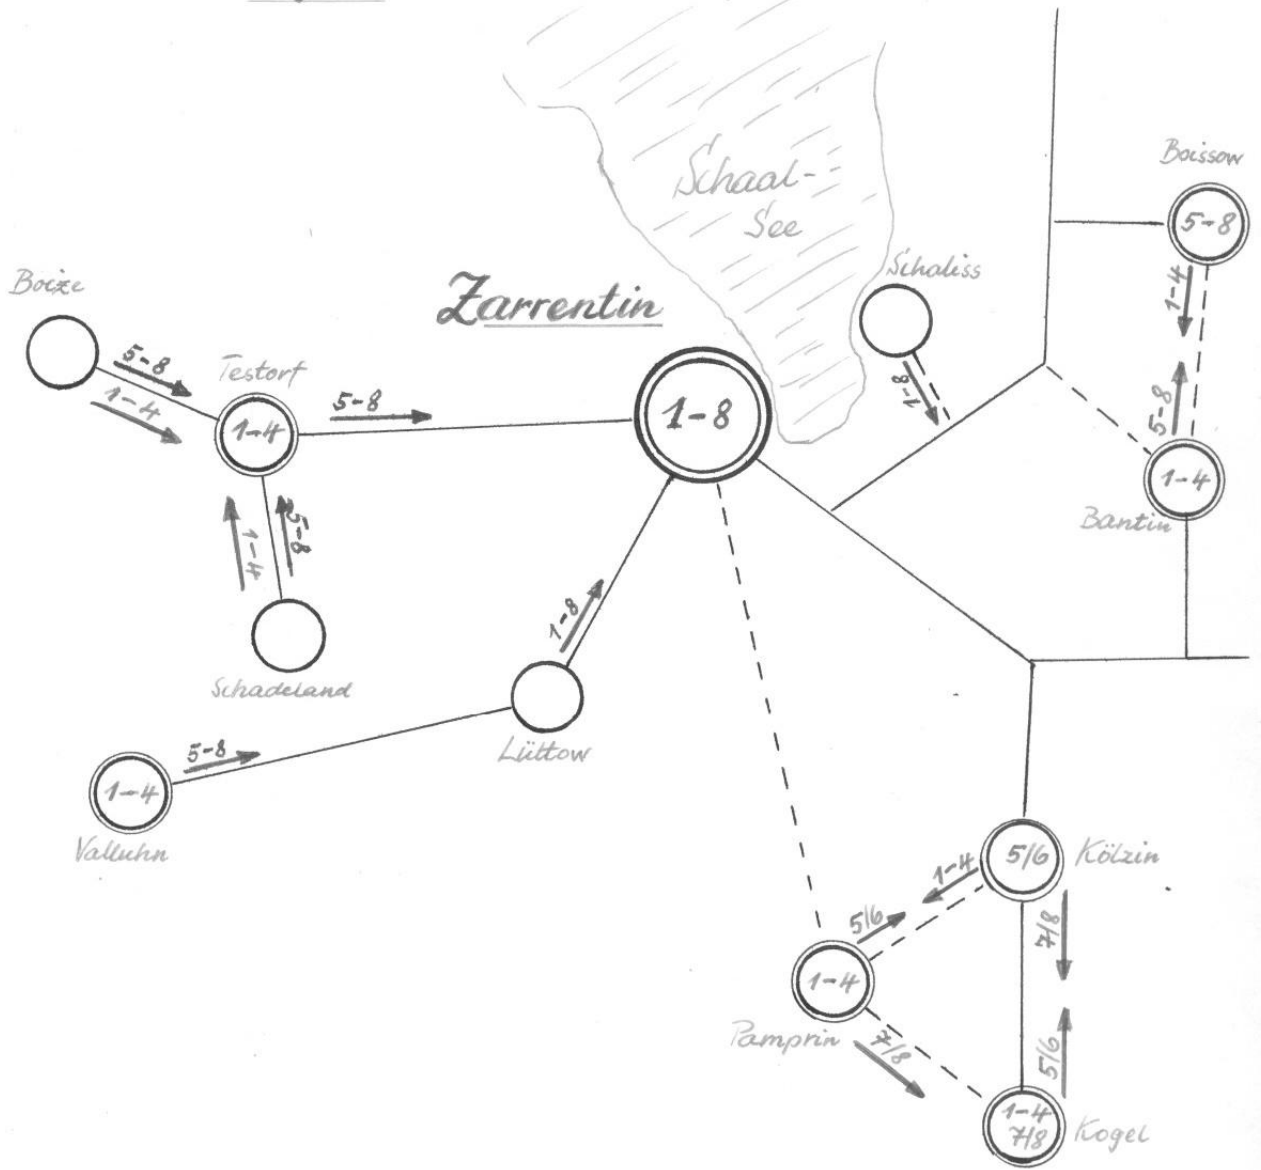 Schaal-
See
Boissow
5-8
Schaliss
1-4
1-8
5-8
1-4
Bantin
Zarrentin
1-8
Boize
5-8
1-4
Testorf
1-4
5-8
1-4
5-8
Schadeland
1-8
Lüttow
5-8
1-4
Valluhn
5/6
Kölzin
1-4
5/6
7/8
1-4
Pamprin
7/8
5/6
1-4
7/8
Kogel